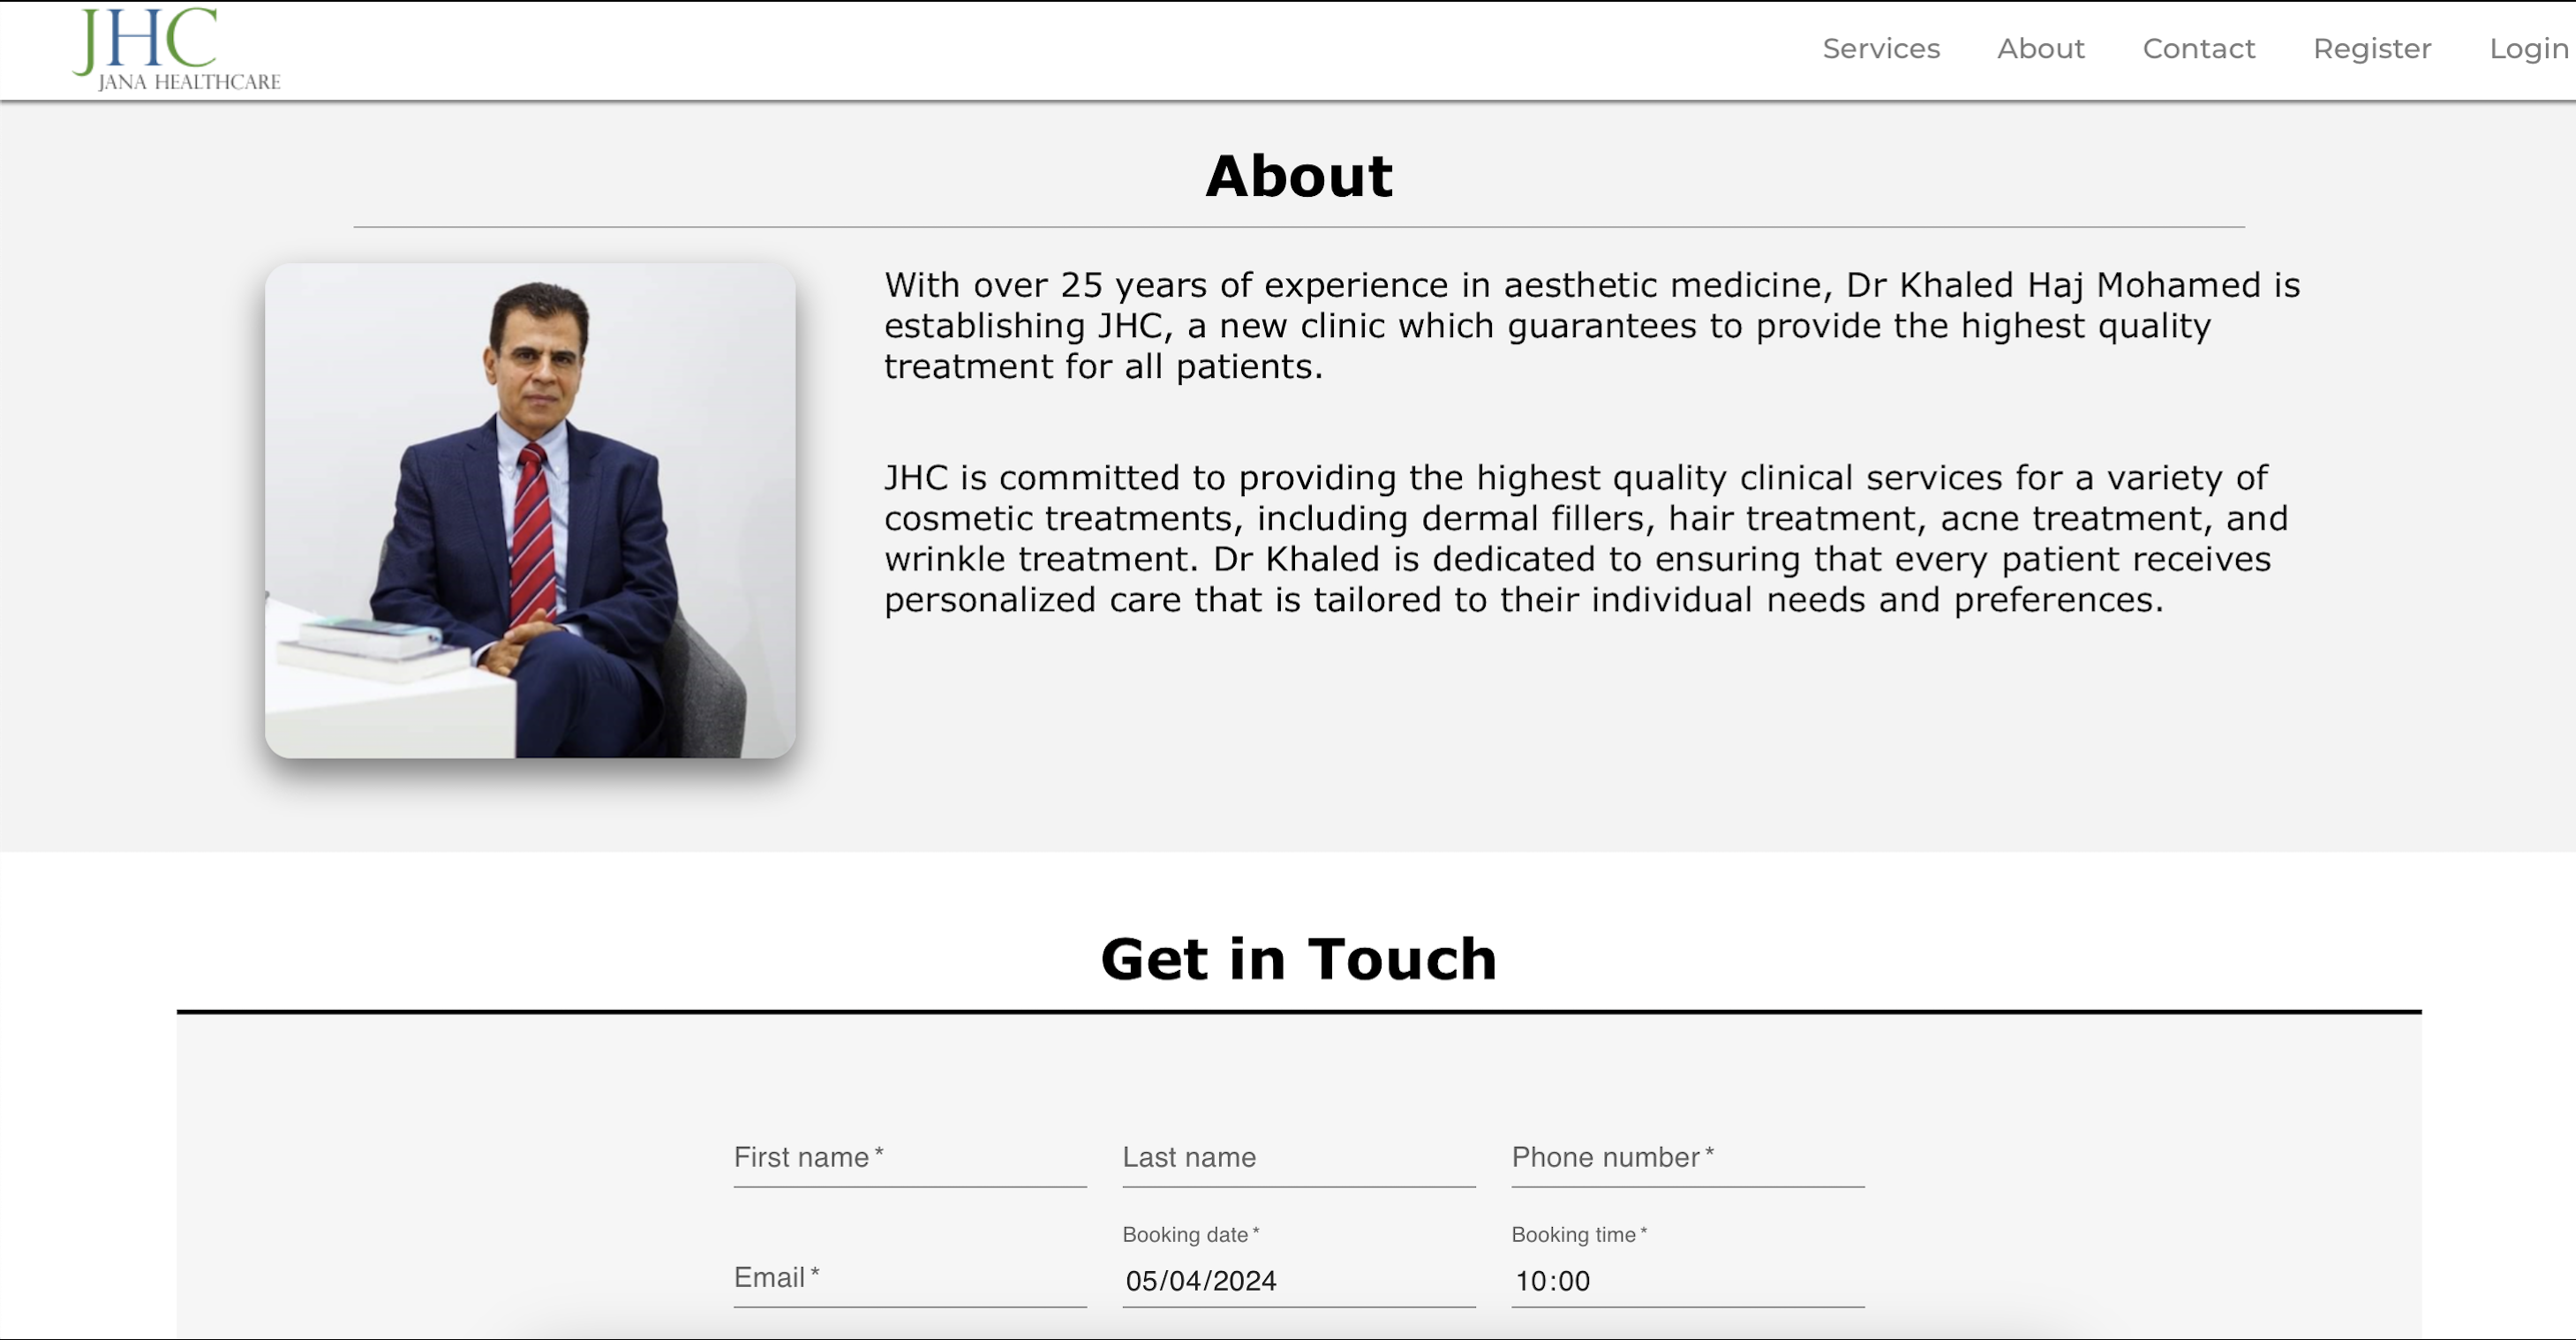 JHC
JANA HEALTHCARE
Services About Contact Register Login
About
With over 25 years of experience in aesthetic medicine, Dr Khaled Haj Mohamed is
establishing JHC, a new clinic which guarantees to provide the highest quality
treatment for all patients.
JHC is committed to providing the highest quality clinical services for a variety of
cosmetic treatments, including dermal fillers, hair treatment, acne treatment, and
wrinkle treatment. Dr Khaled is dedicated to ensuring that every patient receives
personalized care that is tailored to their individual needs and preferences.
Get in Touch
First name * Last name Phone number *
Booking date * Booking time *
Email * 05/04/2024 10:00